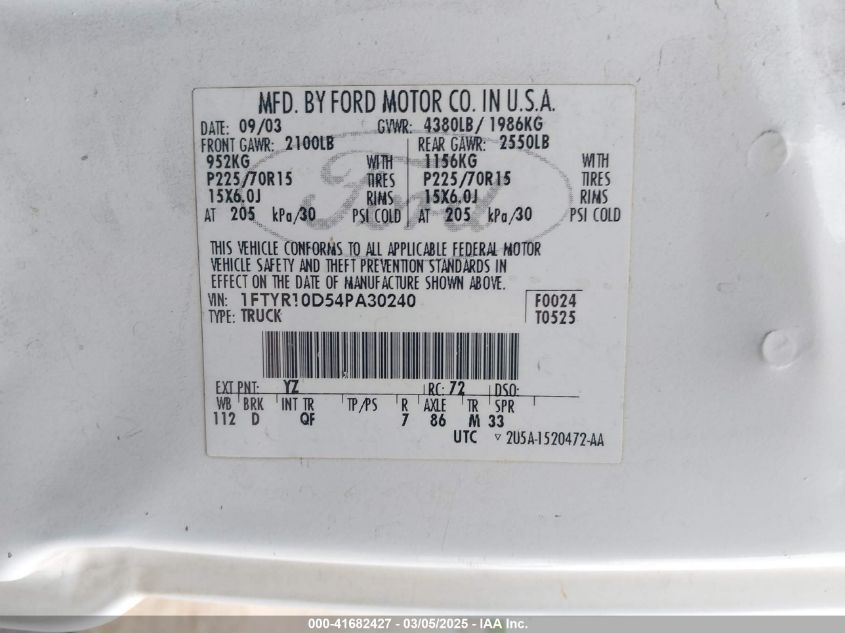 MFD. BY FORD MOTOR CO. IN U.S.A.
DATE: 09/03 GVWR: 4380LB/ 1986KG
FRONT GAWR: 2100LB REAR GAWR: 2550LB
952KG WITH 1156KG WITH
P225/70R15 TIRES P225/70R15 TIRES
15X6.0J RIMS 15X6.0J RIMS
AT 205 kPa/30 PSI COLD AT 205 kPa/30 PSI COLD
Ford
THIS VEHICLE CONFORMS TO ALL APPLICABLE FEDERAL MOTOR
VEHICLE SAFETY AND THEFT PREVENTION STANDARDS IN
EFFECT ON THE DATE OF MANUFACTURE SHOWN ABOVE.
VIN: 1FTYR10D54PA30240 F0024
TYPE: TRUCK T0525
EXT PNT: YZ RC: 72 DSO:
WB BRK INT TR TP/PS R AXLE TR SPR
112 D QF 7 86 M 33
UTC ▽ 2U5A-1520472-AA
000-41682427 - 03/05/2025 - IAA Inc.